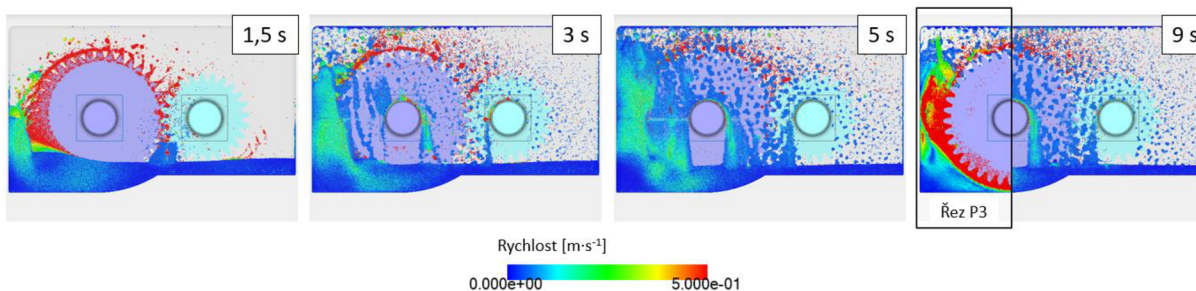 1,5 s
3 s
5 s
9 s
Řez P3
Rychlost [m·s⁻¹]
0.000e+00 5.000e-01